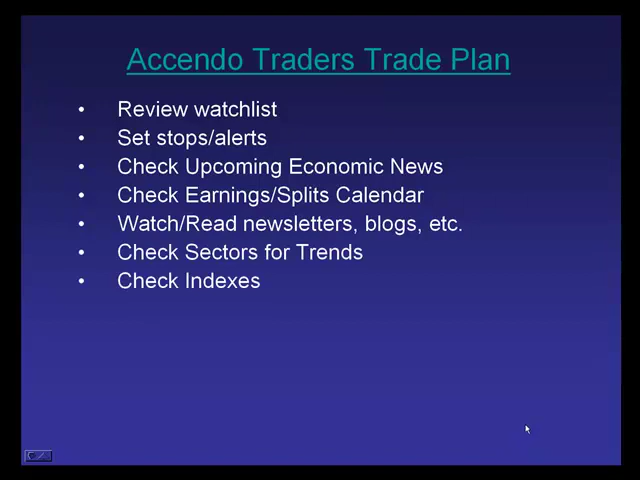 Accendo Traders Trade Plan
• Review watchlist
• Set stops/alerts
• Check Upcoming Economic News
• Check Earnings/Splits Calendar
• Watch/Read newsletters, blogs, etc.
• Check Sectors for Trends
• Check Indexes